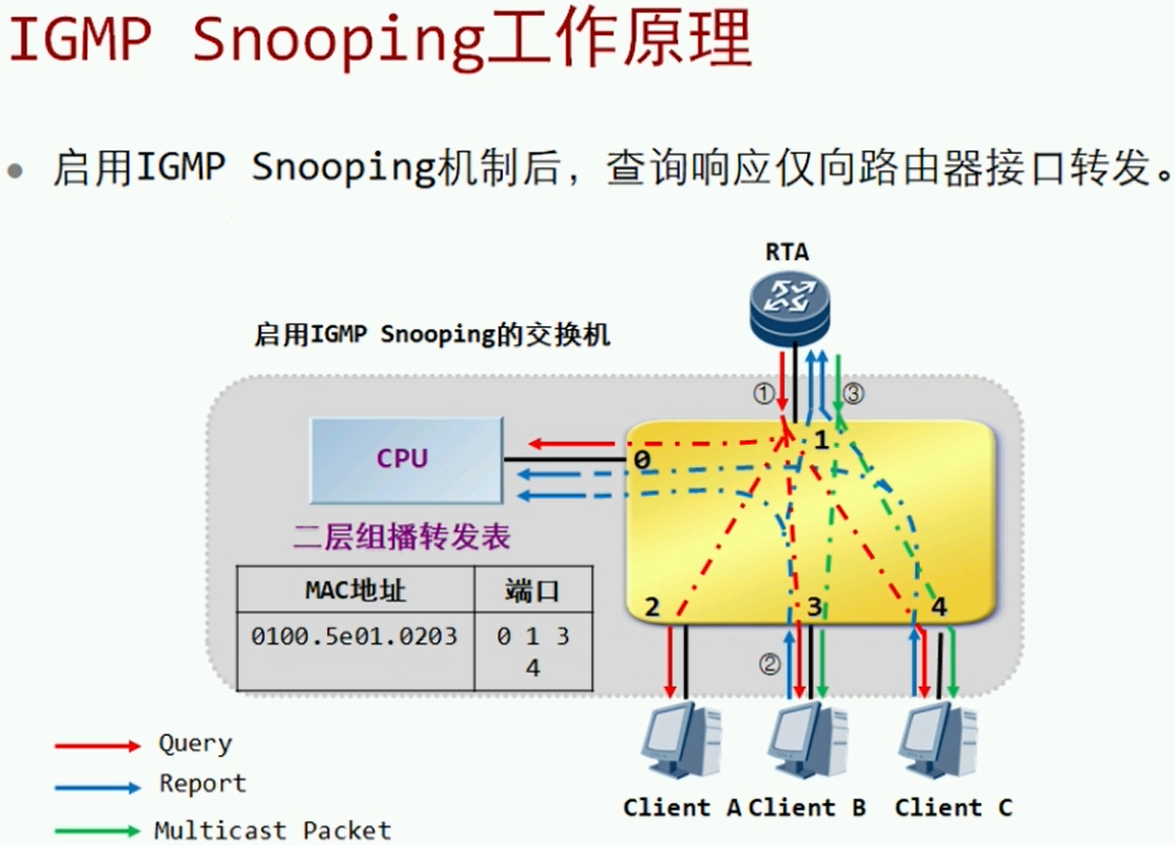 IGMP Snooping工作原理
• 启用IGMP Snooping机制后，查询响应仅向路由器接口转发。
RTA
启用IGMP Snooping的交换机
① ③
1
CPU
0
二层组播转发表
MAC地址 端口
0100.5e01.0203 0 1 3
4
2 3 4
②
Query
Report
Multicast Packet
Client A Client B Client C